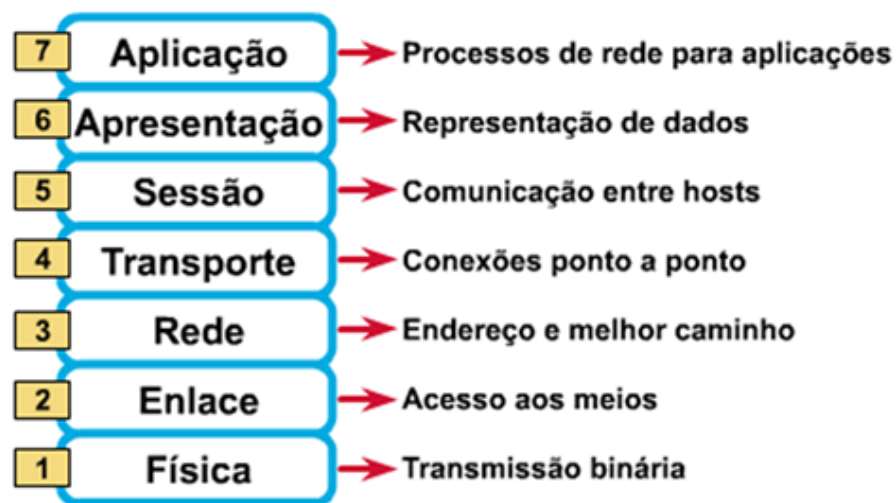 7 Aplicação Processos de rede para aplicações
6 Apresentação Representação de dados
5 Sessão Comunicação entre hosts
4 Transporte Conexões ponto a ponto
3 Rede Endereço e melhor caminho
2 Enlace Acesso aos meios
1 Física Transmissão binária